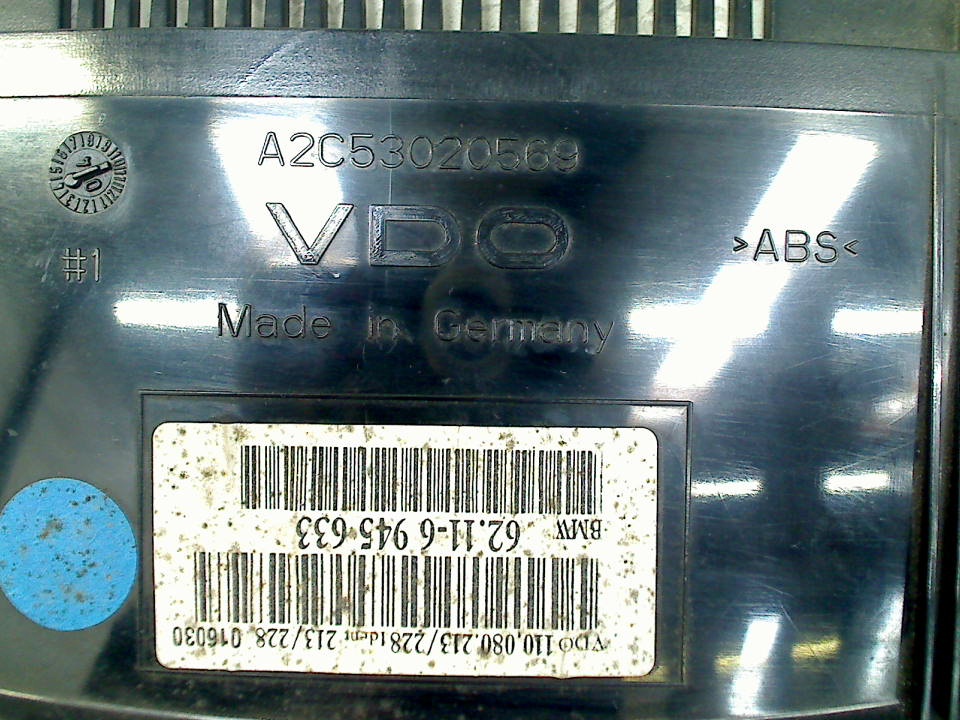 A2C53020569
VDO
#1
>ABS<
Made in Germany
VDO 110.080.213/228 Ident 213/228 016030
BMW 62.11-6 945 633